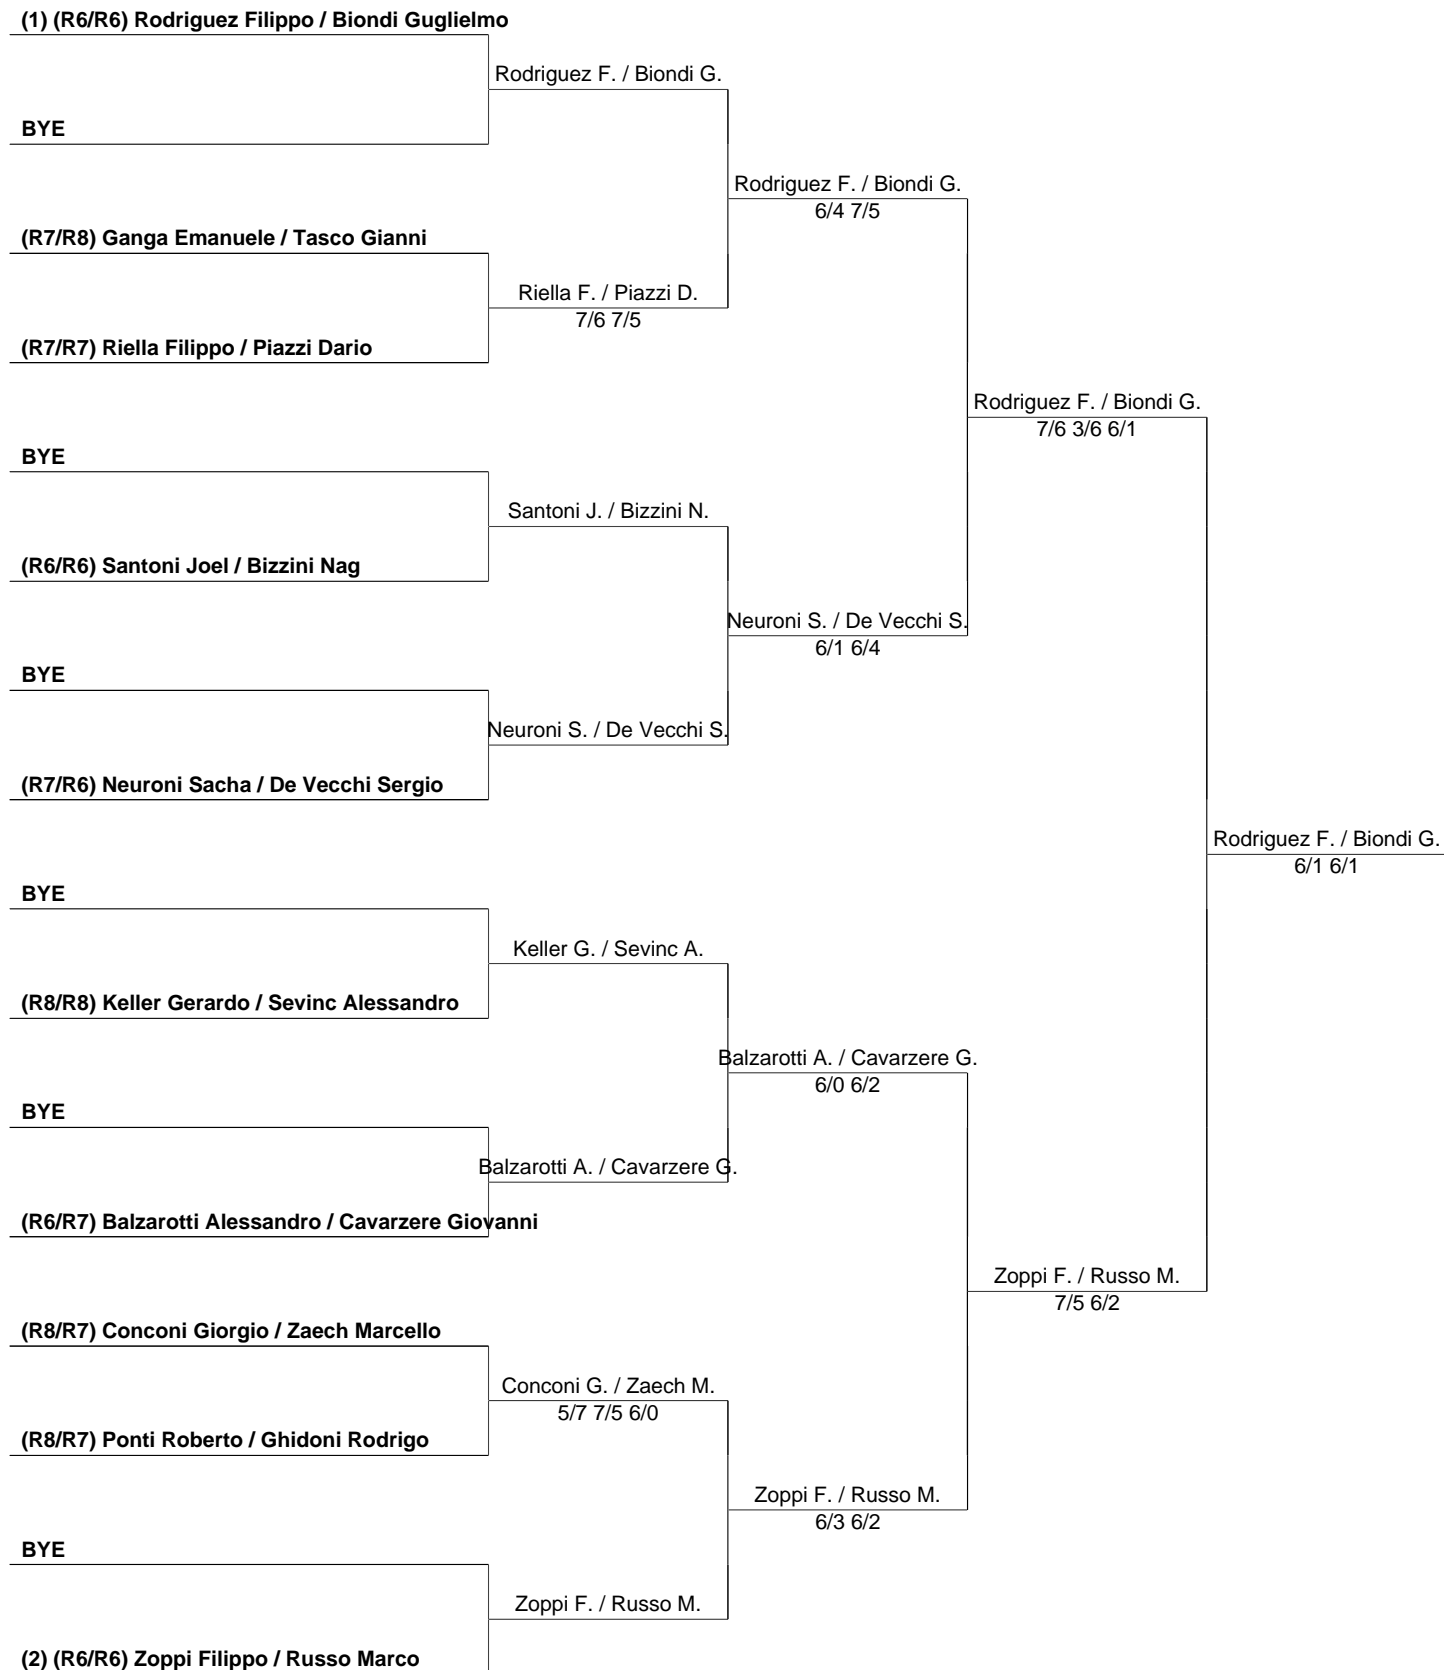 (1) (R6/R6) Rodriguez Filippo / Biondi Guglielmo
Rodriguez F. / Biondi G.
BYE
Rodriguez F. / Biondi G.
6/4 7/5
(R7/R8) Ganga Emanuele / Tasco Gianni
Riella F. / Piazzi D.
7/6 7/5
(R7/R7) Riella Filippo / Piazzi Dario
Rodriguez F. / Biondi G.
7/6 3/6 6/1
BYE
Santoni J. / Bizzini N.
(R6/R6) Santoni Joel / Bizzini Nag
Neuroni S. / De Vecchi S.
6/1 6/4
BYE
Neuroni S. / De Vecchi S.
(R7/R6) Neuroni Sacha / De Vecchi Sergio
Rodriguez F. / Biondi G.
6/1 6/1
BYE
Keller G. / Sevinc A.
(R8/R8) Keller Gerardo / Sevinc Alessandro
Balzarotti A. / Cavarzere G.
6/0 6/2
BYE
Balzarotti A. / Cavarzere G.
(R6/R7) Balzarotti Alessandro / Cavarzere Giovanni
Zoppi F. / Russo M.
7/5 6/2
(R8/R7) Conconi Giorgio / Zaech Marcello
Conconi G. / Zaech M.
5/7 7/5 6/0
(R8/R7) Ponti Roberto / Ghidoni Rodrigo
Zoppi F. / Russo M.
6/3 6/2
BYE
Zoppi F. / Russo M.
(2) (R6/R6) Zoppi Filippo / Russo Marco